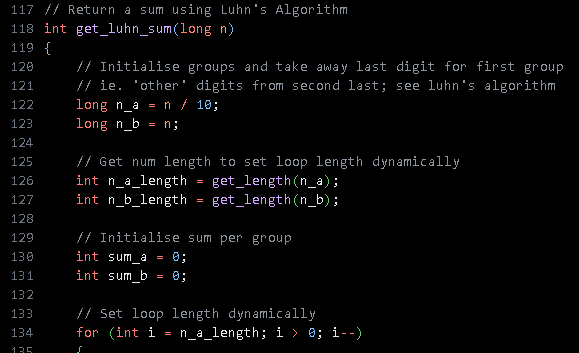 117 // Return a sum using Luhn's Algorithm
118 int get_luhn_sum(long n)
119 {
120     // Initialise groups and take away last digit for first group
121     // ie. 'other' digits from second last; see luhn's algorithm
122     long n_a = n / 10;
123     long n_b = n;
124
125     // Get num length to set loop length dynamically
126     int n_a_length = get_length(n_a);
127     int n_b_length = get_length(n_b);
128
129     // Initialise sum per group
130     int sum_a = 0;
131     int sum_b = 0;
132
133     // Set loop length dynamically
134     for (int i = n_a_length; i > 0; i--)
135     {